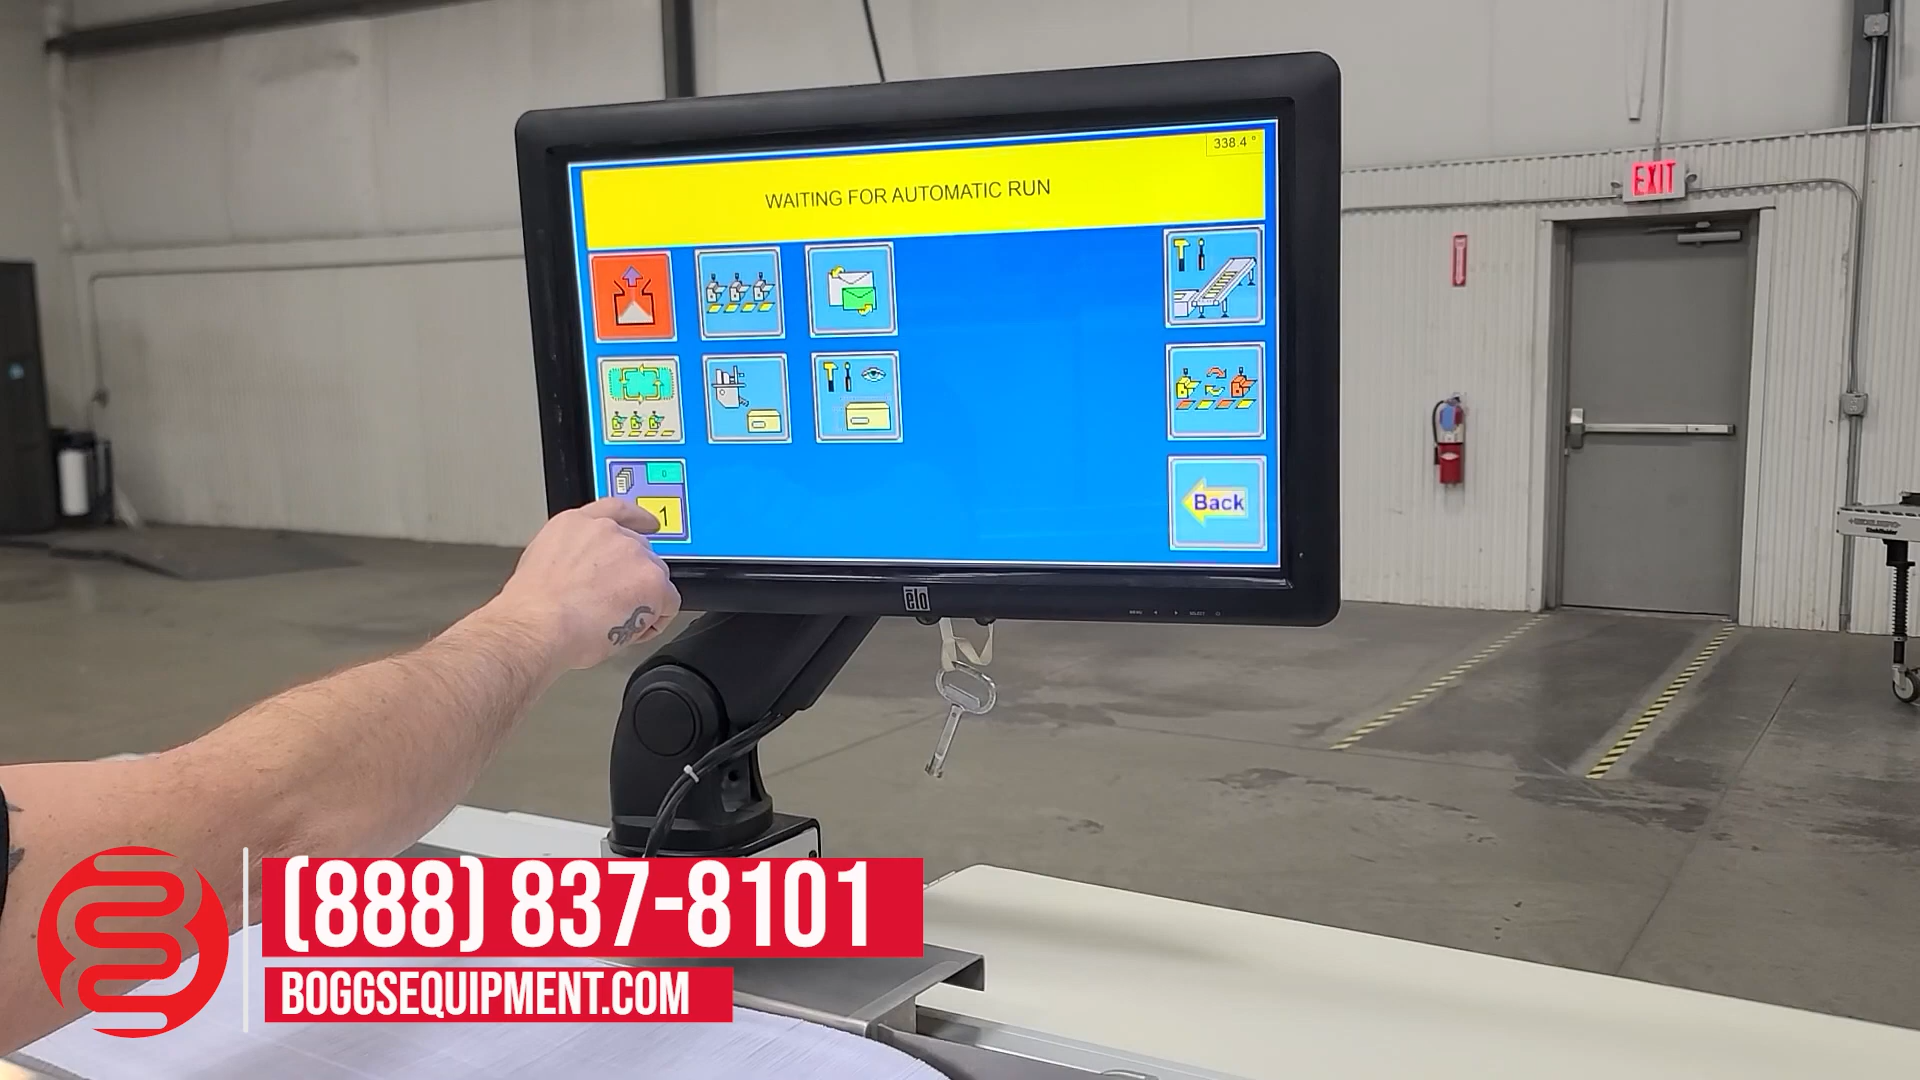 338.4 °
WAITING FOR AUTOMATIC RUN
EXIT
0
1
Back
elo
(888) 837-8101
BOGGSEQUIPMENT.COM